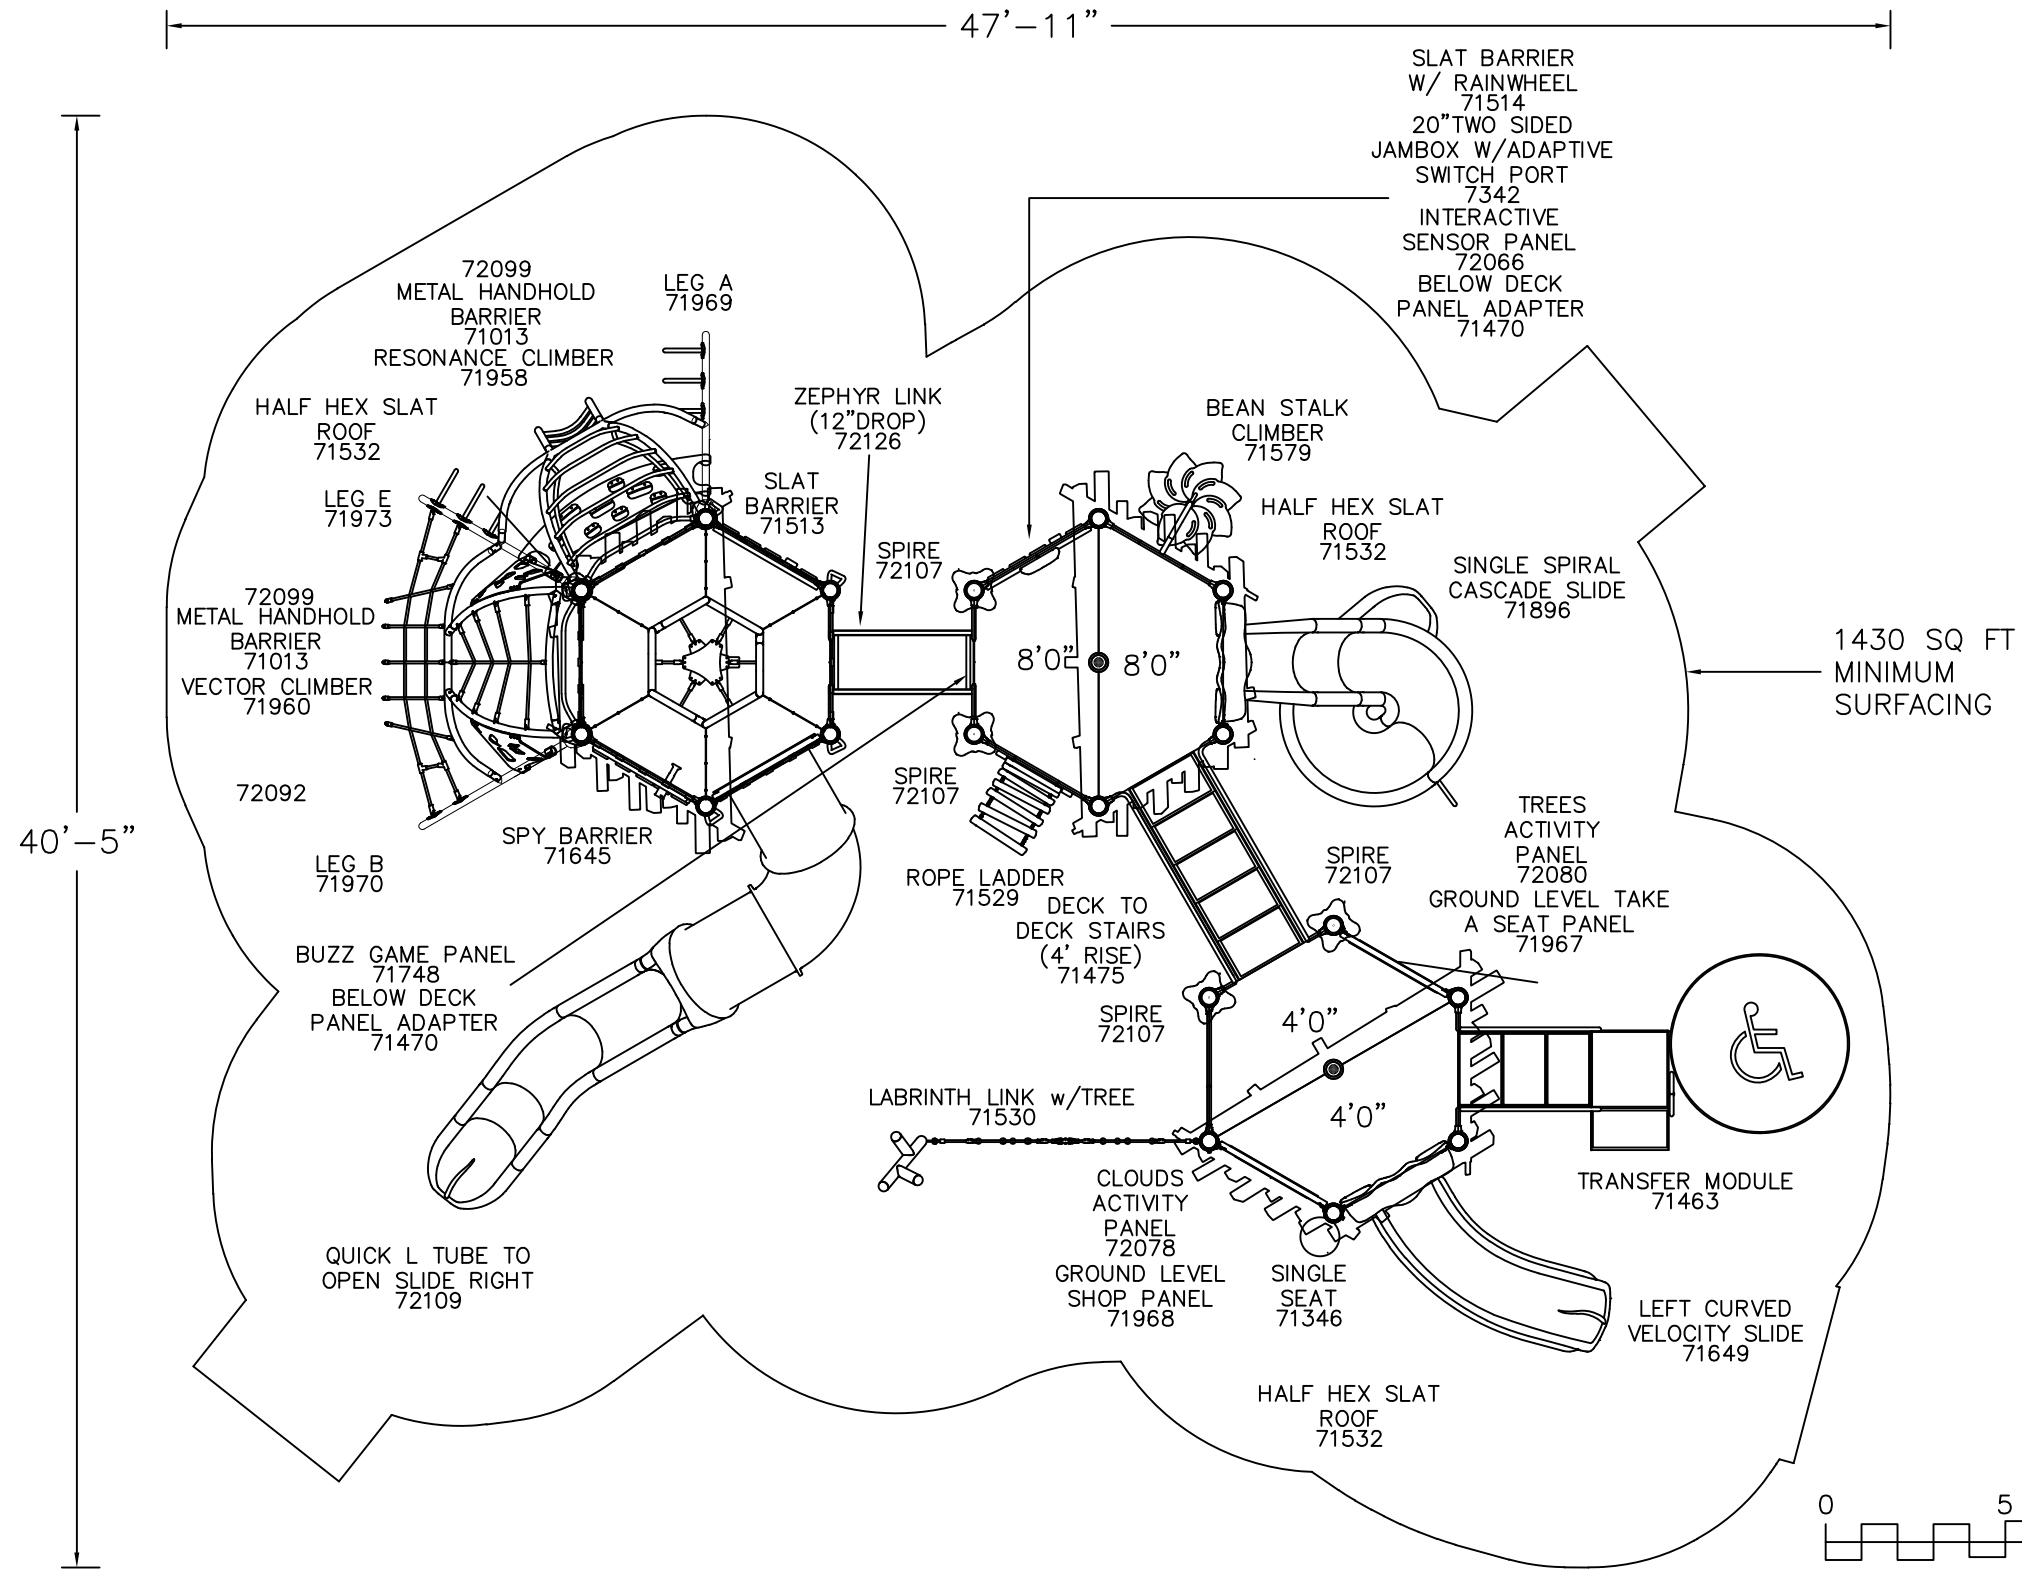 47'-11"
SLAT BARRIER
W/ RAINWHEEL
71514
20"TWO SIDED
JAMBOX W/ADAPTIVE
SWITCH PORT
7342
INTERACTIVE
SENSOR PANEL
72066
BELOW DECK
PANEL ADAPTER
71470
72099
METAL HANDHOLD
BARRIER
71013
RESONANCE CLIMBER
71958
LEG A
71969
HALF HEX SLAT
ROOF
71532
ZEPHYR LINK
(12"DROP)
72126
BEAN STALK
CLIMBER
71579
LEG E
71973
SLAT
BARRIER
71513
SPIRE
72107
HALF HEX SLAT
ROOF
71532
SINGLE SPIRAL
CASCADE SLIDE
71896
72099
METAL HANDHOLD
BARRIER
71013
VECTOR CLIMBER
71960
8'0"
8'0"
1430 SQ FT
MINIMUM
SURFACING
72092
SPIRE
72107
40'-5"
SPY BARRIER
71645
LEG B
71970
ROPE LADDER
71529
DECK TO
DECK STAIRS
(4' RISE)
71475
SPIRE
72107
TREES
ACTIVITY
PANEL
72080
GROUND LEVEL TAKE
A SEAT PANEL
71967
BUZZ GAME PANEL
71748
BELOW DECK
PANEL ADAPTER
71470
SPIRE
72107
4'0"
4'0"
LABRINTH LINK w/TREE
71530
CLOUDS
ACTIVITY
PANEL
72078
GROUND LEVEL
SHOP PANEL
71968
SINGLE
SEAT
71346
TRANSFER MODULE
71463
QUICK L TUBE TO
OPEN SLIDE RIGHT
72109
LEFT CURVED
VELOCITY SLIDE
71649
HALF HEX SLAT
ROOF
71532
0 5